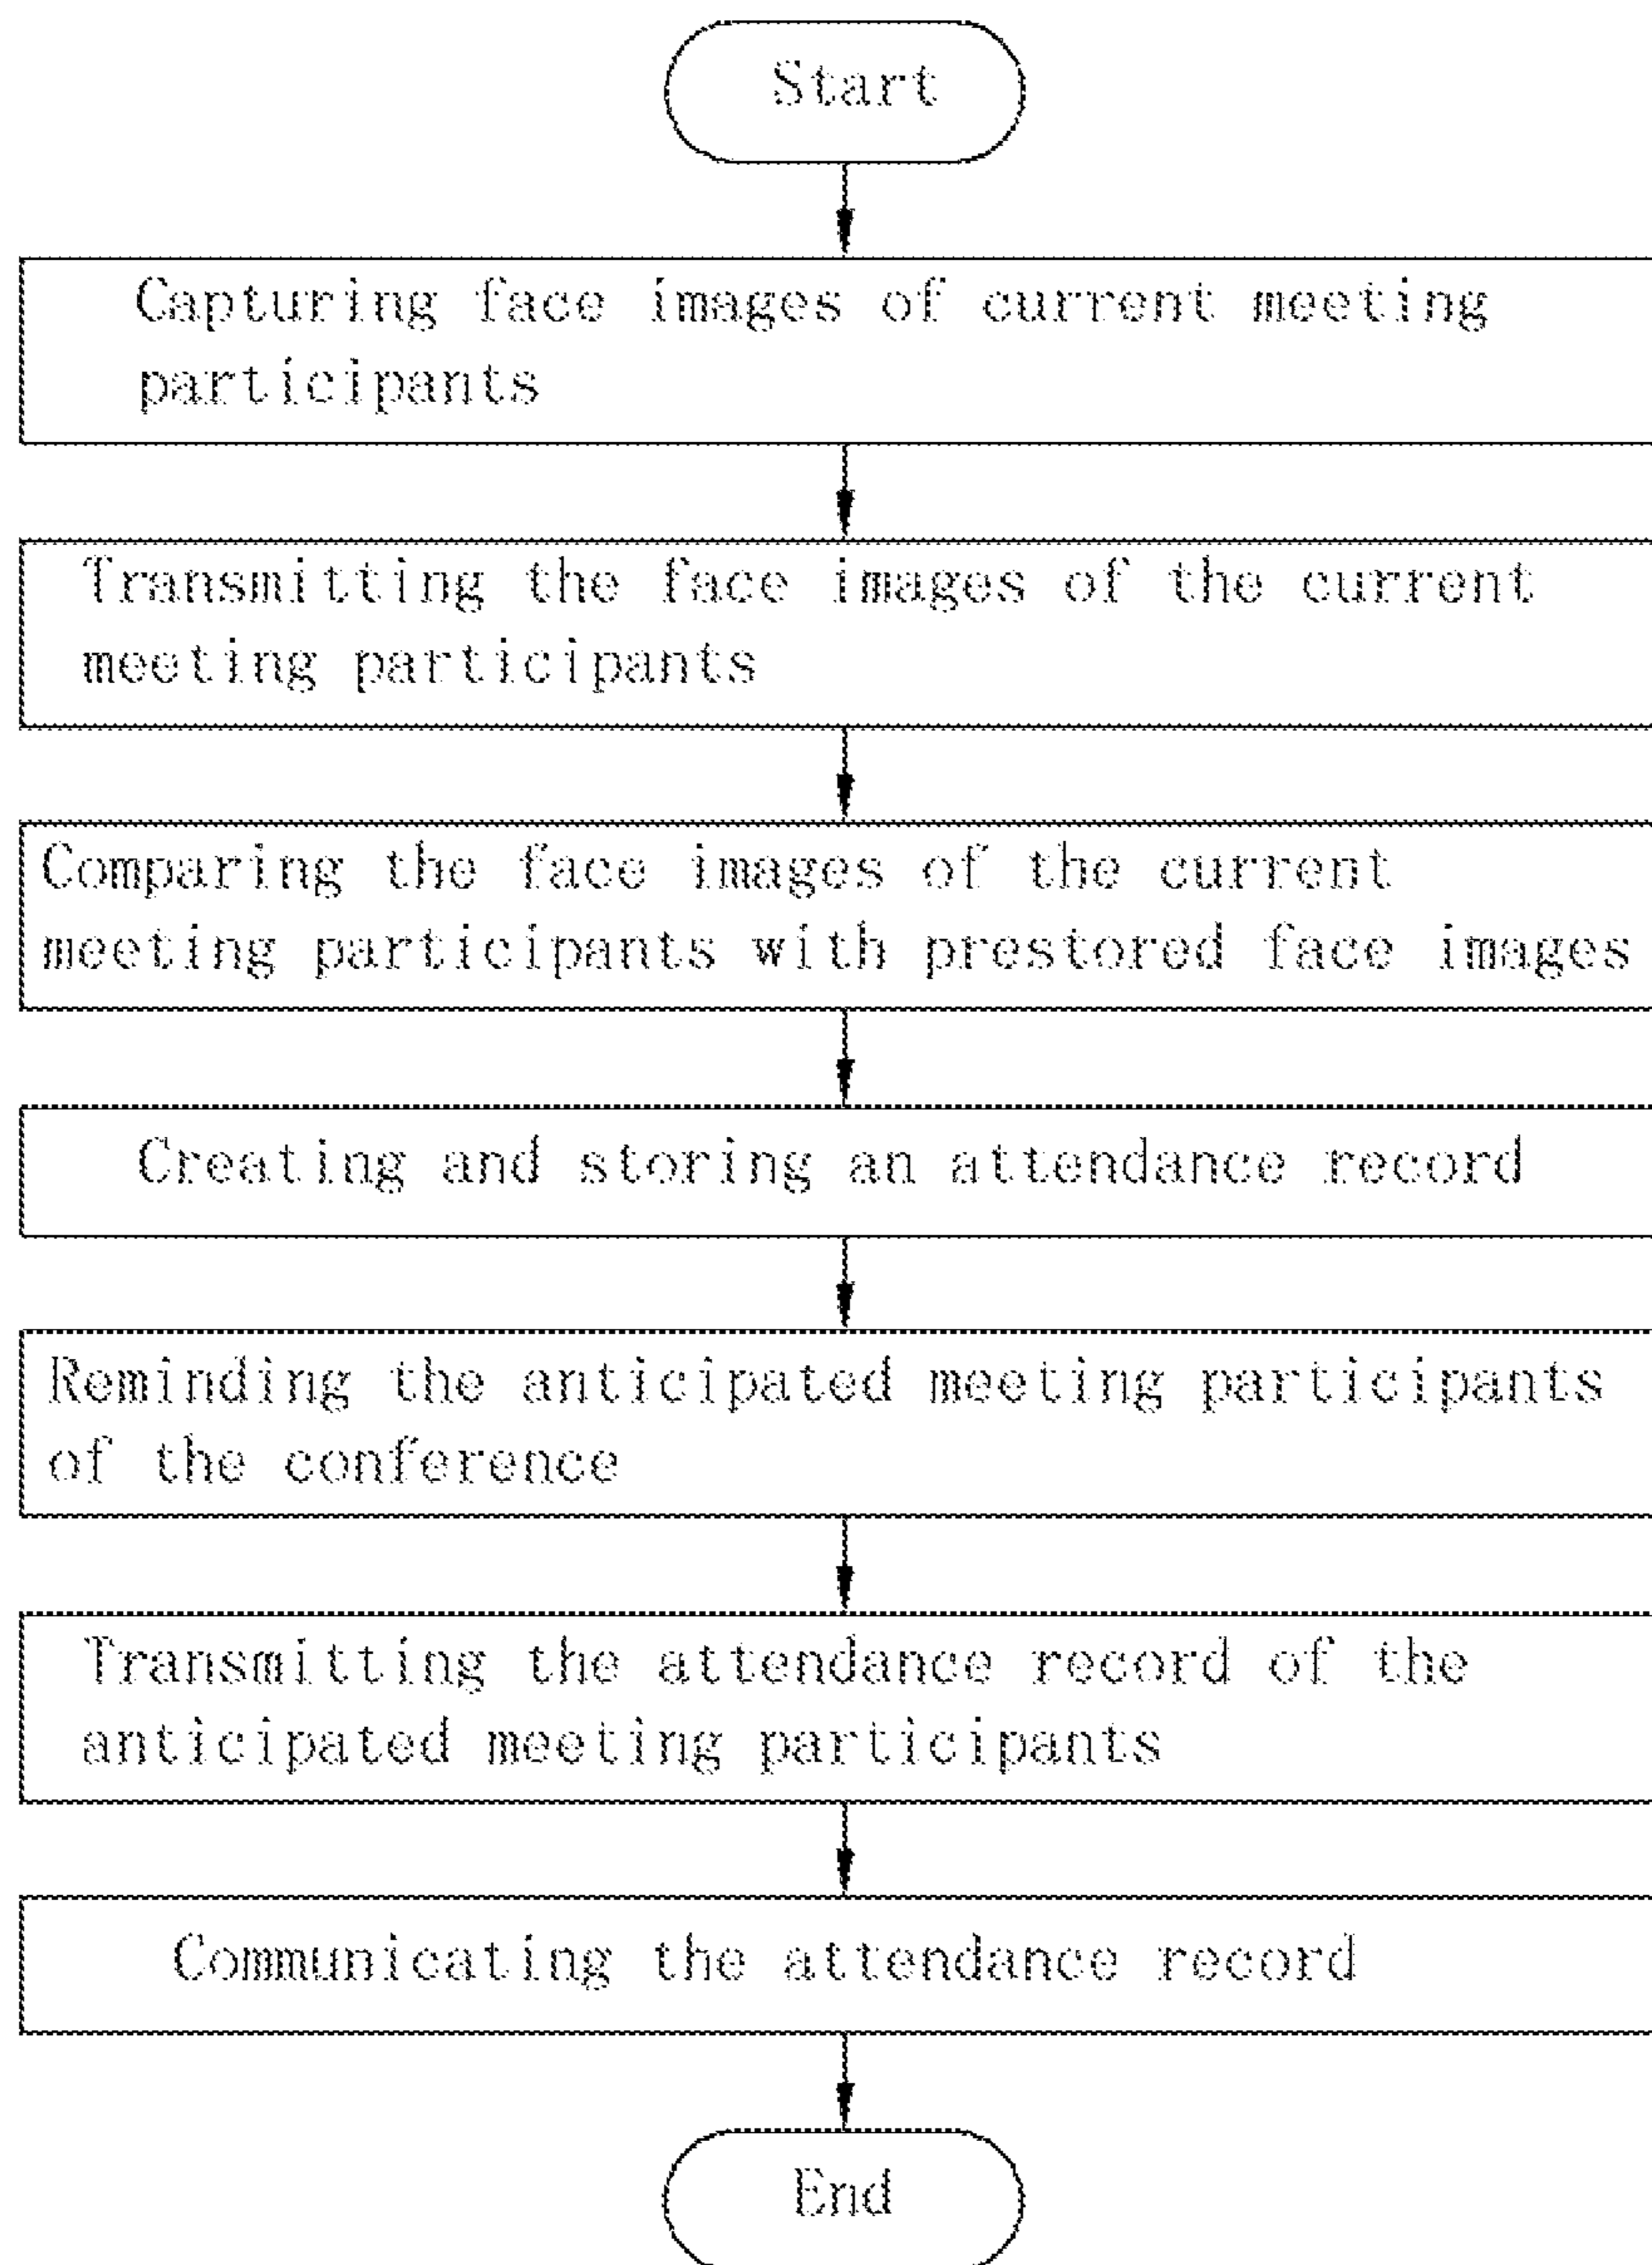 Start
Capturing face images of current meeting
participants
Transmitting the face images of the current
meeting participants
Comparing the face images of the current
meeting participants with prestored face images
Creating and storing an attendance record
Reminding the anticipated meeting participants
of the conference
Transmitting the attendance record of the
anticipated meeting participants
Communicating the attendance record
End